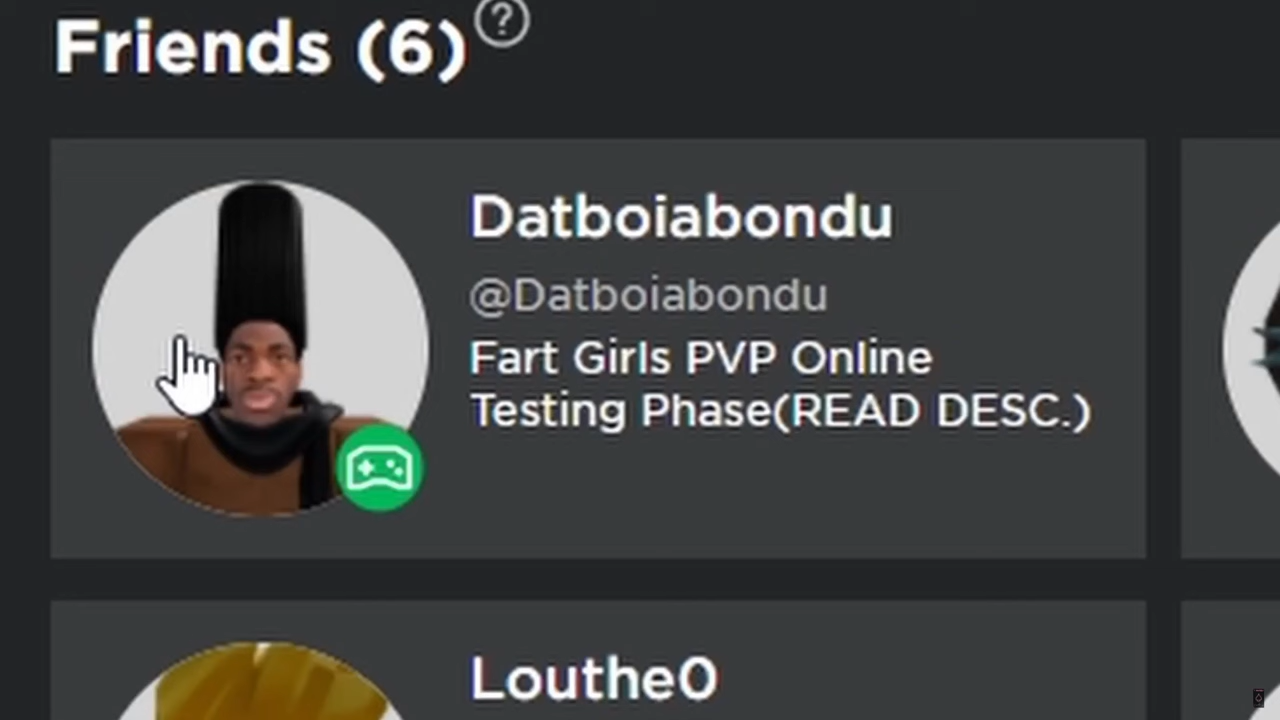 Friends (6)
?
Datboiabondu
@Datboiabondu
Fart Girls PVP Online
Testing Phase(READ DESC.)
Louthe0